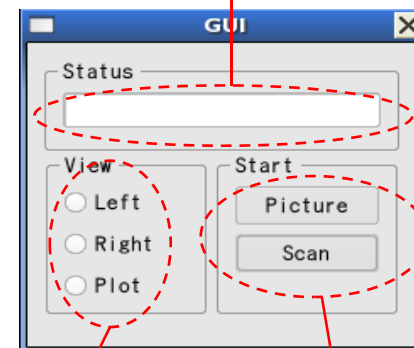 GUI
Status
View
Start
Left
Picture
Right
Scan
Plot